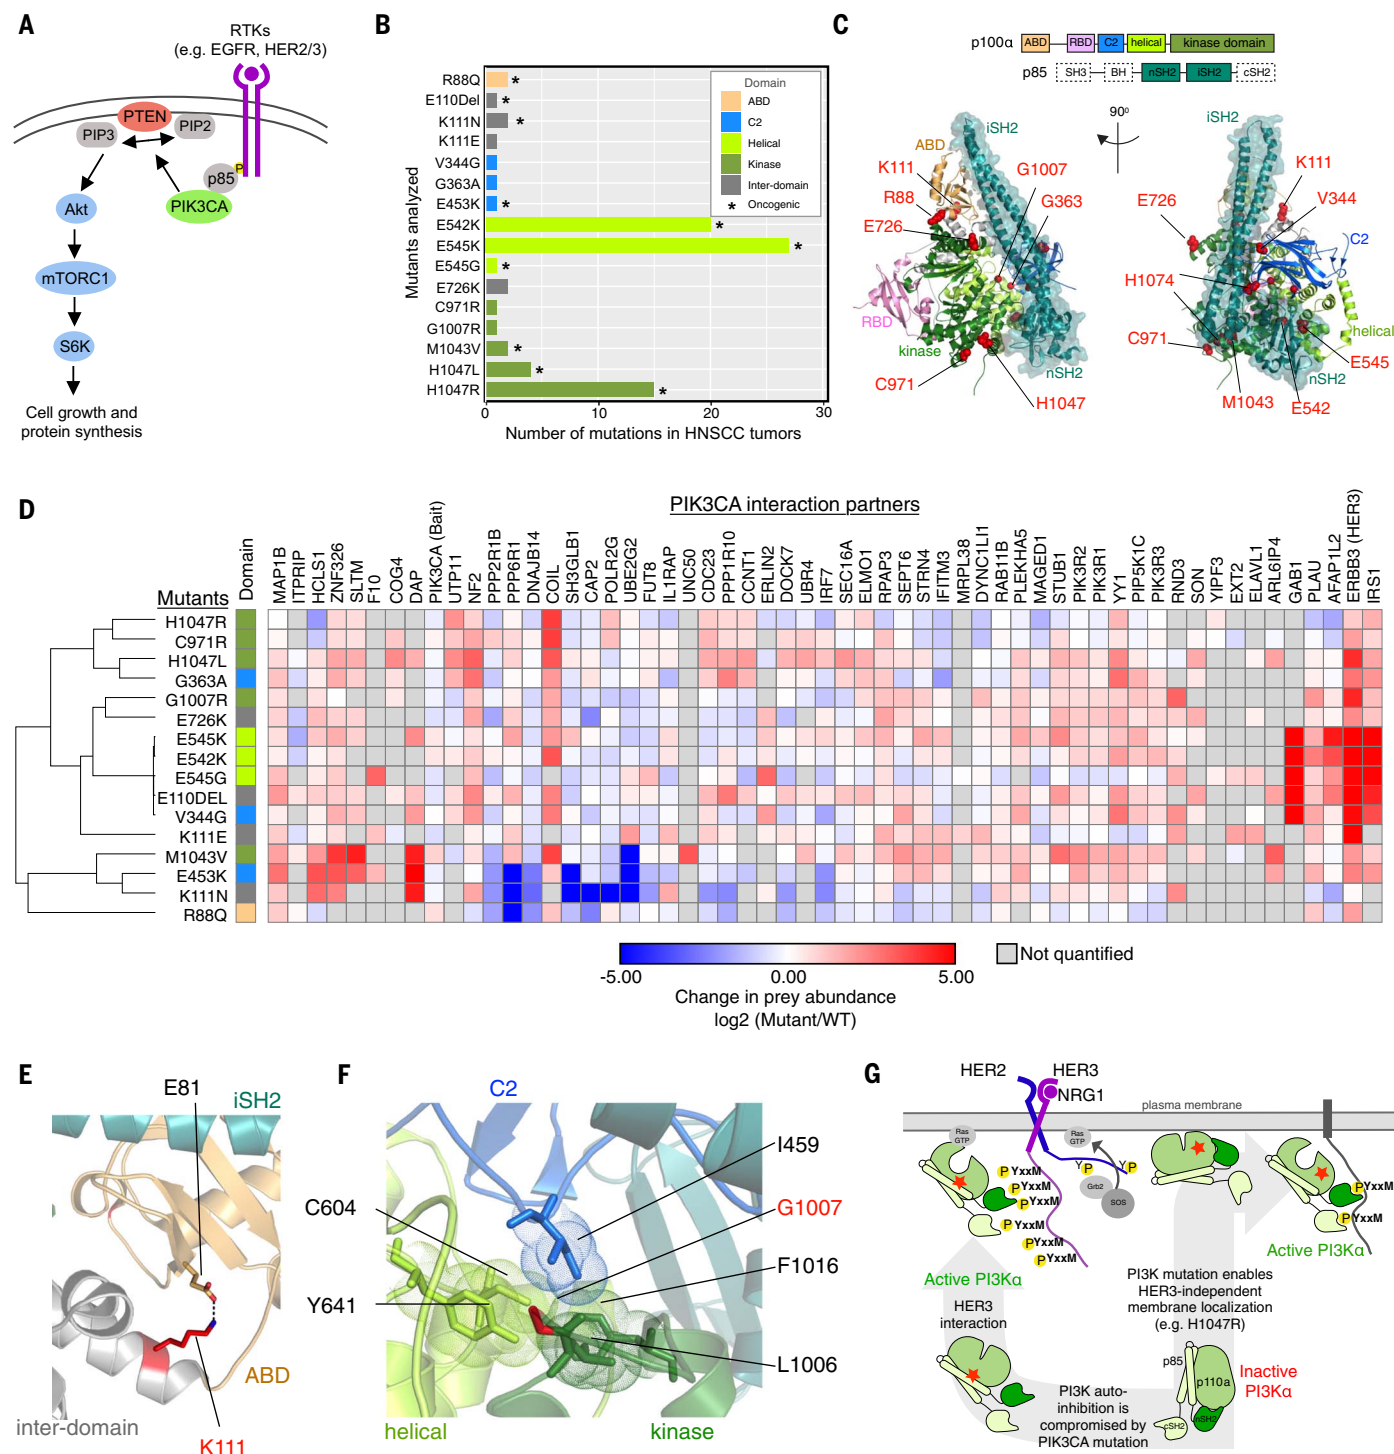 A
RTKs
(e.g. EGFR, HER2/3)
PTEN
PIP3
PIP2
P
p85
PIK3CA
Akt
mTORC1
S6K
Cell growth and
protein synthesis
B
Mutants analyzed
R88Q *
E110Del *
K111N *
K111E
V344G
G363A
E453K *
E542K *
E545K *
E545G *
E726K
C971R
G1007R
M1043V *
H1047L *
H1047R *
0 10 20 30
Number of mutations in HNSCC tumors
Domain
ABD
C2
Helical
Kinase
Inter-domain
* Oncogenic
C
p100α ABD RBD C2 helical kinase domain
p85 SH3 BH nSH2 iSH2 cSH2
90°
iSH2
ABD
K111
R88
E726
G1007
G363
RBD
kinase
C971
nSH2
H1047
iSH2
K111
E726
V344
C2
H1074
C971
helical
E545
nSH2
M1043
E542
D
PIK3CA interaction partners
Mutants
Domain
MAP1B
ITPRIP
HCLS1
ZNF326
SLTM
F10
COG4
DAP
PIK3CA (Bait)
UTP11
NF2
PPP2R1B
PPP6R1
DNAJB14
COIL
SH3GLB1
CAP2
POLR2G
UBE2G2
FUT8
IL1RAP
UNC50
CDC23
PPP1R10
CCNT1
ERLIN2
DOCK7
UBR4
IRF7
SEC16A
ELMO1
RPAP3
SEPT6
STRN4
IFITM3
MRPL38
DYNC1LI1
RAB11B
PLEKHA5
MAGED1
STUB1
PIK3R2
PIK3R1
YY1
PIP5K1C
PIK3R3
RND3
SON
YIPF3
EXT2
ELAVL1
ARL6IP4
GAB1
PLAU
AFAP1L2
ERBB3 (HER3)
IRS1
H1047R
C971R
H1047L
G363A
G1007R
E726K
E545K
E542K
E545G
E110DEL
V344G
K111E
M1043V
E453K
K111N
R88Q
-5.00 0.00 5.00
Change in prey abundance
log2 (Mutant/WT)
Not quantified
E
E81
iSH2
ABD
inter-domain
K111
F
C2
I459
C604
G1007
F1016
Y641
L1006
helical
kinase
G
HER2
HER3
NRG1
plasma membrane
Ras
GTP
Ras
GTP
P YxxM
P YxxM
P YxxM
P YxxM
P YxxM
P YxxM
Y P
Y P
Grb2
SOS
P YxxM
P YxxM
Active PI3Kα
Active PI3Kα
HER3
interaction
PI3K mutation enables
HER3-independent
membrane localization
(e.g. H1047R)
p85
p110a
cSH2
nSH2
Inactive
PI3Kα
PI3K auto-
inhibition is
compromised by
PIK3CA mutation